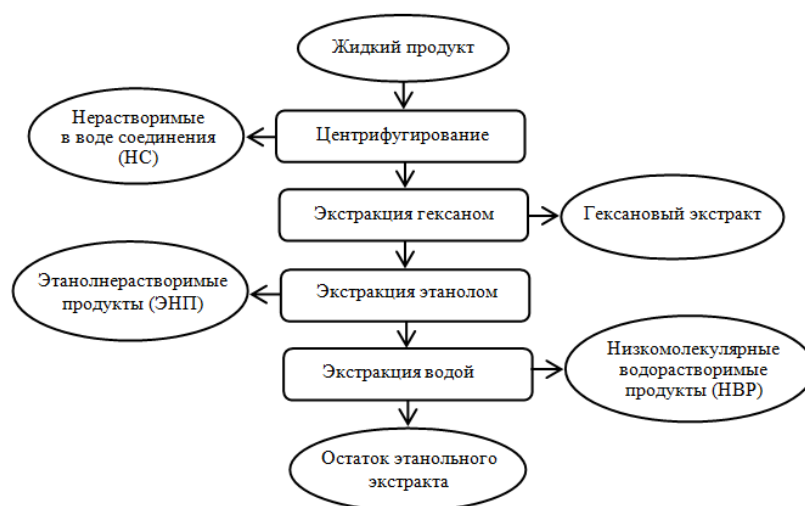 Жидкий продукт
Нерастворимые
в воде соединения
(НС)
Центрифугирование
Экстракция гексаном
Гексановый экстракт
Этанолнерастворимые
продукты (ЭНП)
Экстракция этанолом
Экстракция водой
Низкомолекулярные
водорастворимые
продукты (НВР)
Остаток этанольного
экстракта